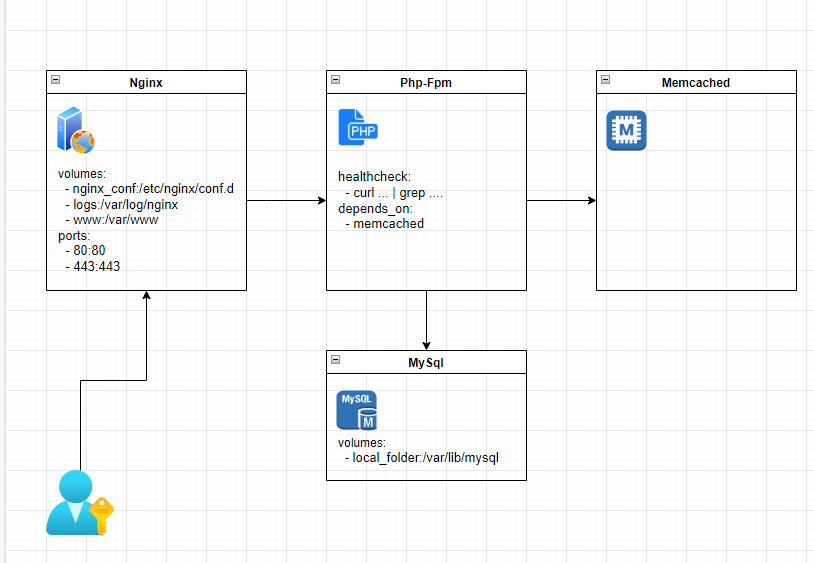 Nginx
volumes:
- nginx_conf:/etc/nginx/conf.d
- logs:/var/log/nginx
- www:/var/www
ports:
- 80:80
- 443:443
Php-Fpm
PHP
healthcheck:
- curl ... | grep ....
depends_on:
- memcached
Memcached
M
MySql
MySQL
M
volumes:
- local_folder:/var/lib/mysql